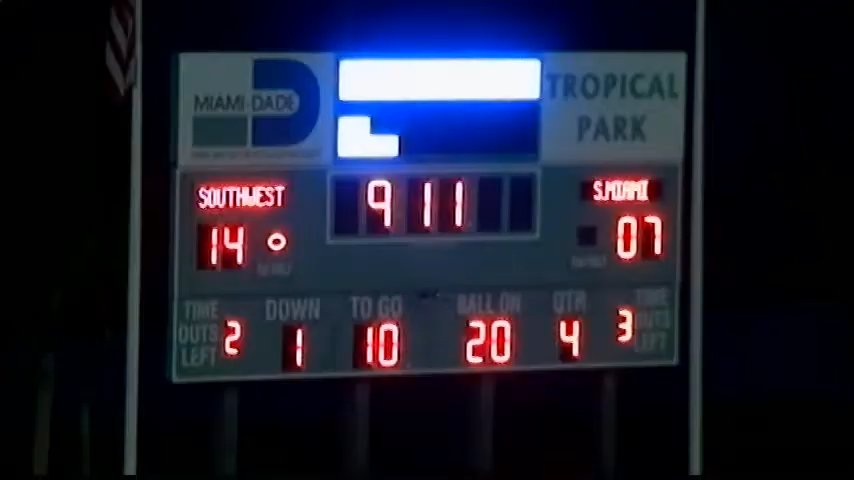 MIAMI-DADE
TROPICAL
PARK
SOUTHWEST
9 11
S.MIAMI
14
07
TIME
OUTS
LEFT
2
DOWN
1
TO GO
10
BALL ON
20
QTR
4
3
TIME
OUTS
LEFT